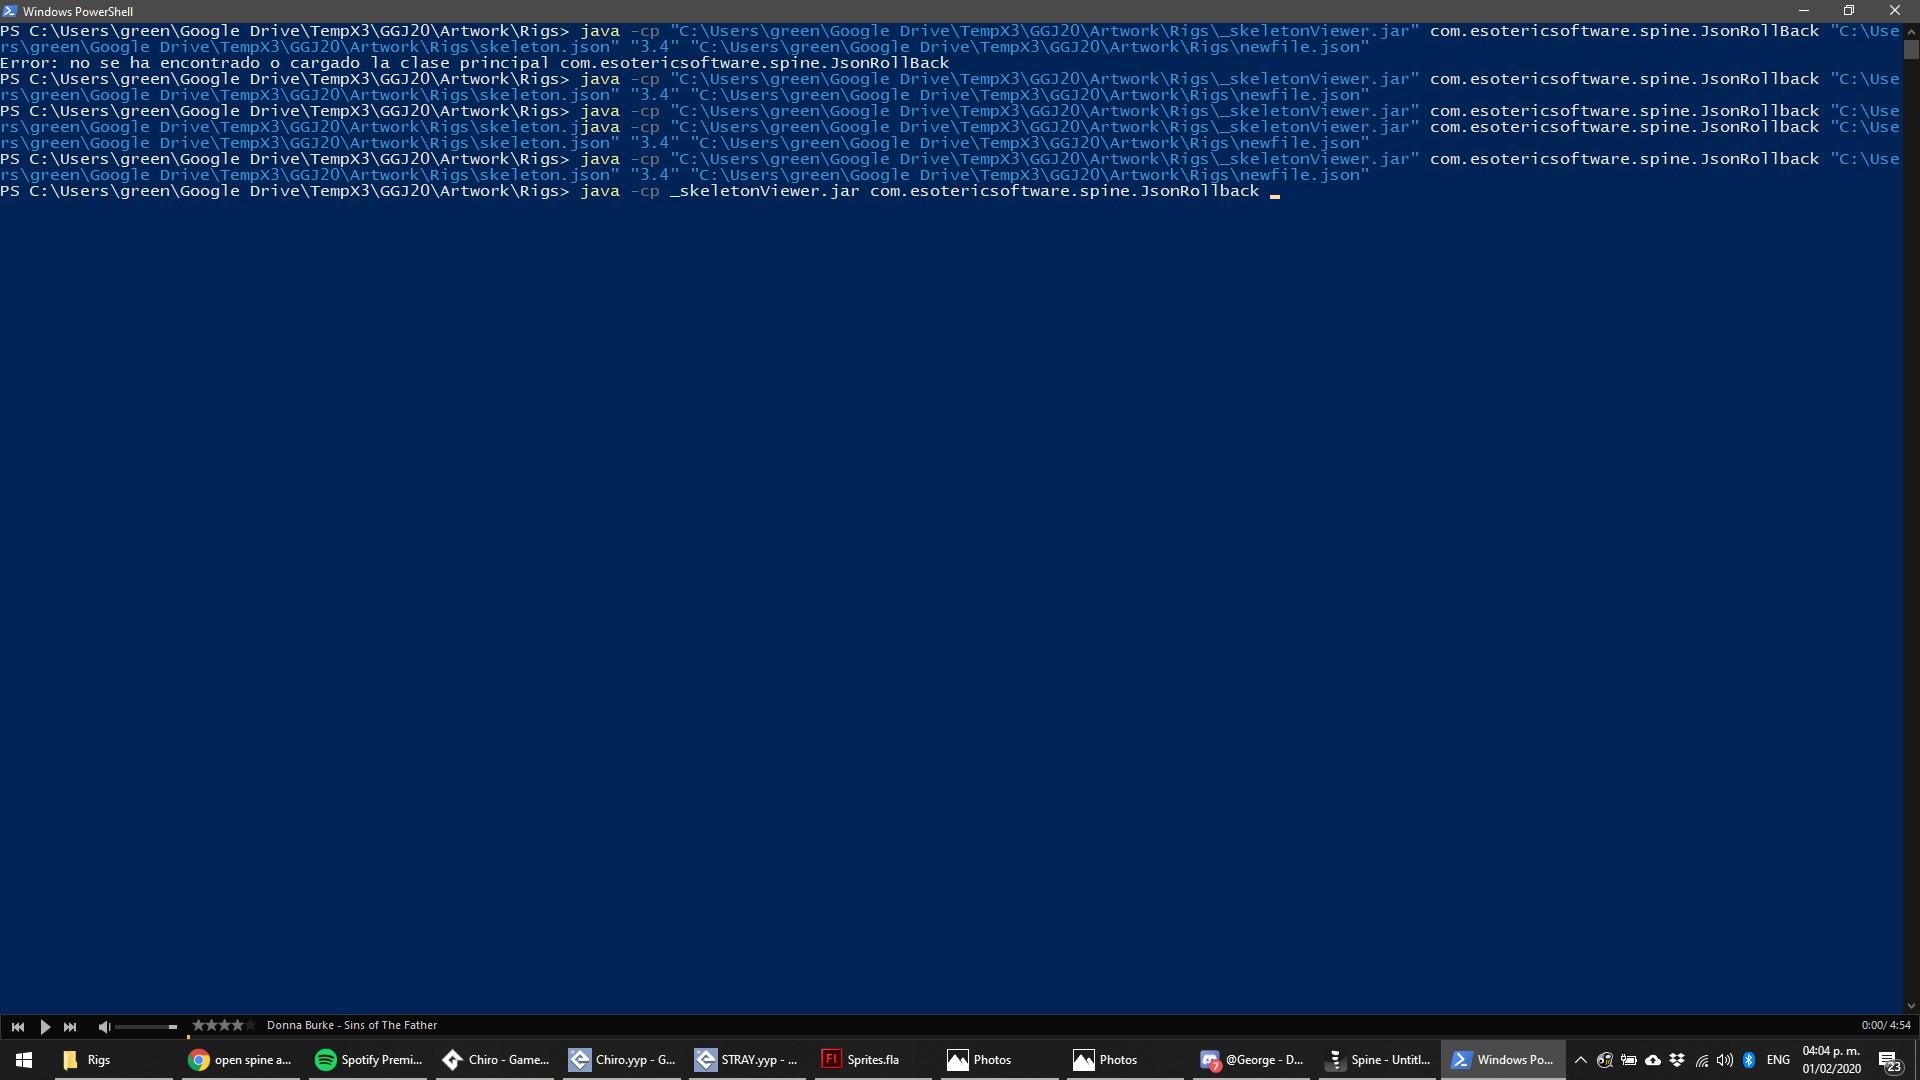 Windows PowerShell
PS C:\Users\green\Google Drive\TempX3\GGJ20\Artwork\Rigs> java -cp "C:\Users\green\Google Drive\TempX3\GGJ20\Artwork\Rigs\_skeletonViewer.jar" com.esotericsoftware.spine.JsonRollBack "C:\Use
rs\green\Google Drive\TempX3\GGJ20\Artwork\Rigs\skeleton.json" "3.4" "C:\Users\green\Google Drive\TempX3\GGJ20\Artwork\Rigs\newfile.json"
Error: no se ha encontrado o cargado la clase principal com.esotericsoftware.spine.JsonRollBack
PS C:\Users\green\Google Drive\TempX3\GGJ20\Artwork\Rigs> java -cp "C:\Users\green\Google Drive\TempX3\GGJ20\Artwork\Rigs\_skeletonViewer.jar" com.esotericsoftware.spine.JsonRollback "C:\Use
rs\green\Google Drive\TempX3\GGJ20\Artwork\Rigs\skeleton.json" "3.4" "C:\Users\green\Google Drive\TempX3\GGJ20\Artwork\Rigs\newfile.json"
PS C:\Users\green\Google Drive\TempX3\GGJ20\Artwork\Rigs> java -cp "C:\Users\green\Google Drive\TempX3\GGJ20\Artwork\Rigs\_skeletonViewer.jar" com.esotericsoftware.spine.JsonRollback "C:\Use
rs\green\Google Drive\TempX3\GGJ20\Artwork\Rigs\skeleton.jjava -cp "C:\Users\green\Google Drive\TempX3\GGJ20\Artwork\Rigs\_skeletonViewer.jar" com.esotericsoftware.spine.JsonRollback "C:\Use
rs\green\Google Drive\TempX3\GGJ20\Artwork\Rigs\skeleton.json" "3.4" "C:\Users\green\Google Drive\TempX3\GGJ20\Artwork\Rigs\newfile.json"
PS C:\Users\green\Google Drive\TempX3\GGJ20\Artwork\Rigs> java -cp "C:\Users\green\Google Drive\TempX3\GGJ20\Artwork\Rigs\_skeletonViewer.jar" com.esotericsoftware.spine.JsonRollback "C:\Use
rs\green\Google Drive\TempX3\GGJ20\Artwork\Rigs\skeleton.json" "3.4" "C:\Users\green\Google Drive\TempX3\GGJ20\Artwork\Rigs\newfile.json"
PS C:\Users\green\Google Drive\TempX3\GGJ20\Artwork\Rigs> java -cp _skeletonViewer.jar com.esotericsoftware.spine.JsonRollback _
Donna Burke - Sins of The Father
0:00/ 4:54
Rigs
open spine a...
Spotify Premi...
Chiro - Game...
Chiro.yyp - G...
STRAY.yyp - ...
Fl
Sprites.fla
Photos
Photos
7
@George - D...
Spine - Untitl...
Windows Po...
ENG
04:04 p. m.
01/02/2020
23